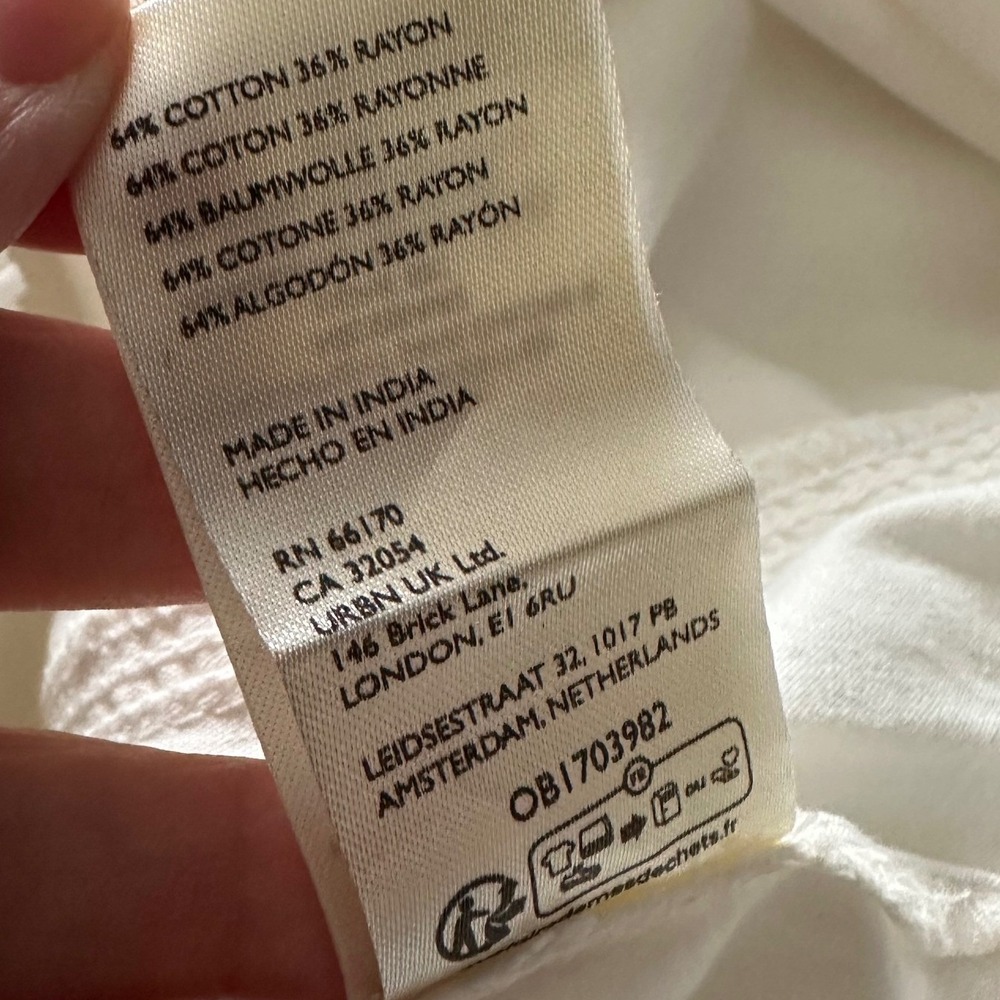 64% COTTON 36% RAYON
64% COTON 36% RAYONNE
64% BAUMWOLLE 36% RAYON
64% COTONE 36% RAYON
64% ALGODÓN 36% RAYÓN
MADE IN INDIA
HECHO EN INDIA
RN 66170
CA 32054
URBN UK Ltd.
146 Brick Lane,
LONDON, E1 6RU
LEIDSESTRAAT 32, 1017 PB
AMSTERDAM, NETHERLANDS
OB1703982
FR
ou